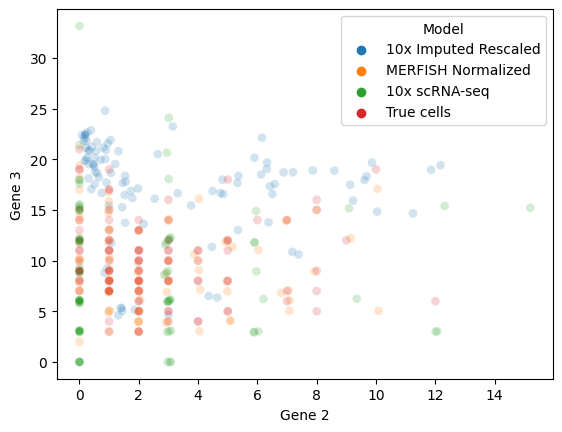 Model
10x Imputed Rescaled
MERFISH Normalized
10x scRNA-seq
True cells
30
25
20
15
10
5
0
Gene 3
0 2 4 6 8 10 12 14
Gene 2